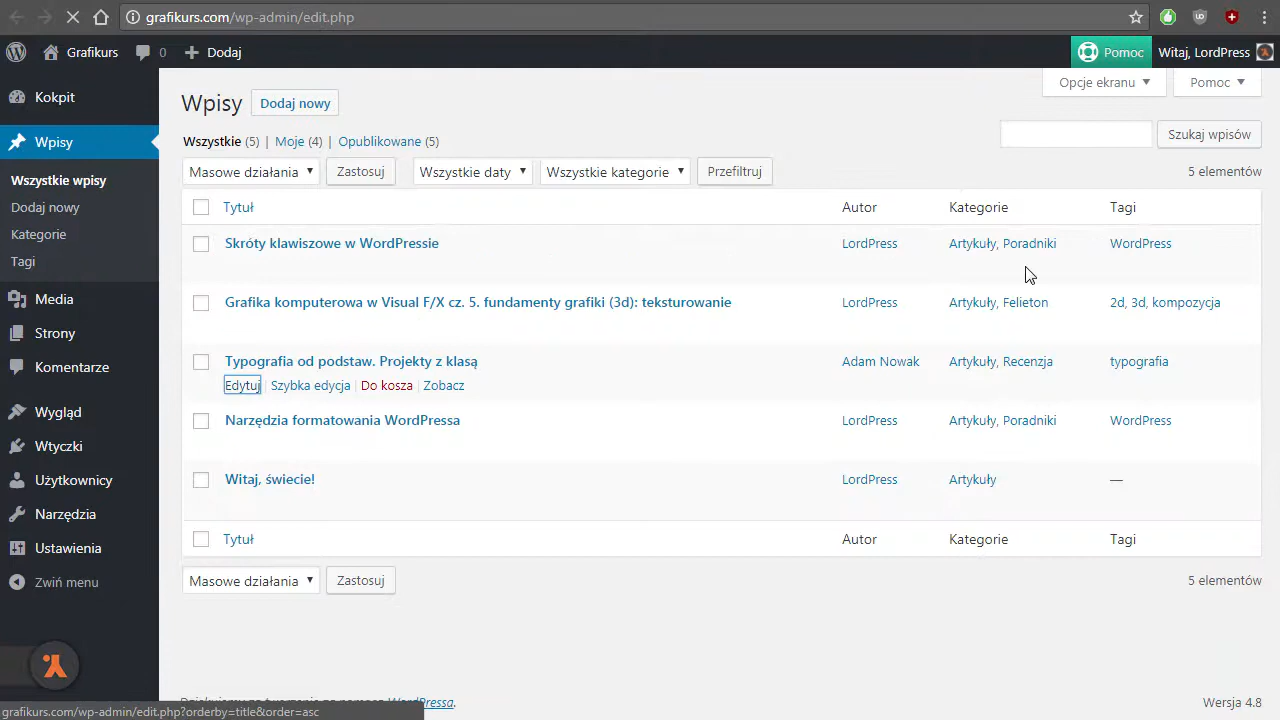 grafikurs.com/wp-admin/edit.php
Grafikurs 0 Dodaj Pomoc Witaj, LordPress
Opcje ekranu Pomoc
Kokpit
Wpisy
Wszystkie wpisy
Dodaj nowy
Kategorie
Tagi
Media
Strony
Komentarze
Wygląd
Wtyczki
Użytkownicy
Narzędzia
Ustawienia
Zwiń menu
Wpisy Dodaj nowy
Wszystkie (5) | Moje (4) | Opublikowane (5)
Szukaj wpisów
Masowe działania Zastosuj Wszystkie daty Wszystkie kategorie Przefiltruj 5 elementów
Tytuł Autor Kategorie Tagi
Skróty klawiszowe w WordPressie LordPress Artykuły, Poradniki WordPress
Grafika komputerowa w Visual F/X cz. 5. fundamenty grafiki (3d): teksturowanie LordPress Artykuły, Felieton 2d, 3d, kompozycja
Typografia od podstaw. Projekty z klasą Adam Nowak Artykuły, Recenzja typografia
Edytuj | Szybka edycja | Do kosza | Zobacz
Narzędzia formatowania WordPressa LordPress Artykuły, Poradniki WordPress
Witaj, świecie! LordPress Artykuły —
Tytuł Autor Kategorie Tagi
Masowe działania Zastosuj 5 elementów
WordPressa. Wersja 4.8
grafikurs.com/wp-admin/edit.php?orderby=title&order=asc